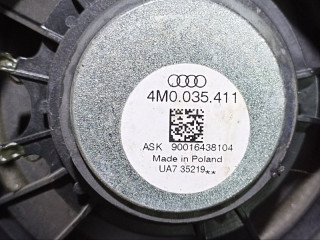 4M0.035.411
ASK 90016438104
Made in Poland
UA7 35219**